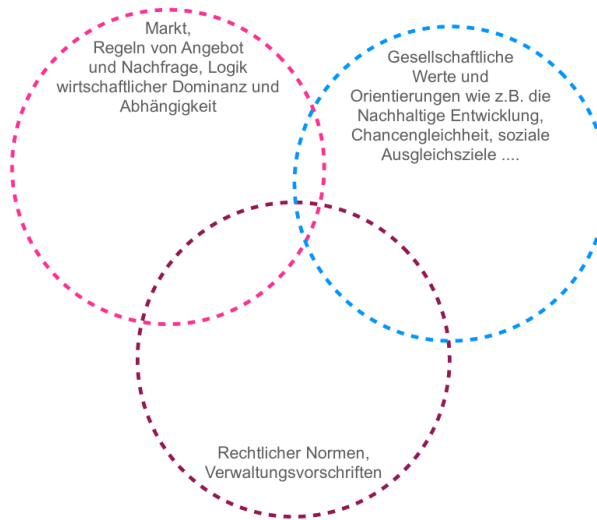 Markt,
Regeln von Angebot
und Nachfrage, Logik
wirtschaftlicher Dominanz und
Abhängigkeit
Gesellschaftliche
Werte und
Orientierungen wie z.B. die
Nachhaltige Entwicklung,
Chancengleichheit, soziale
Ausgleichsziele ....
Rechtlicher Normen,
Verwaltungsvorschriften